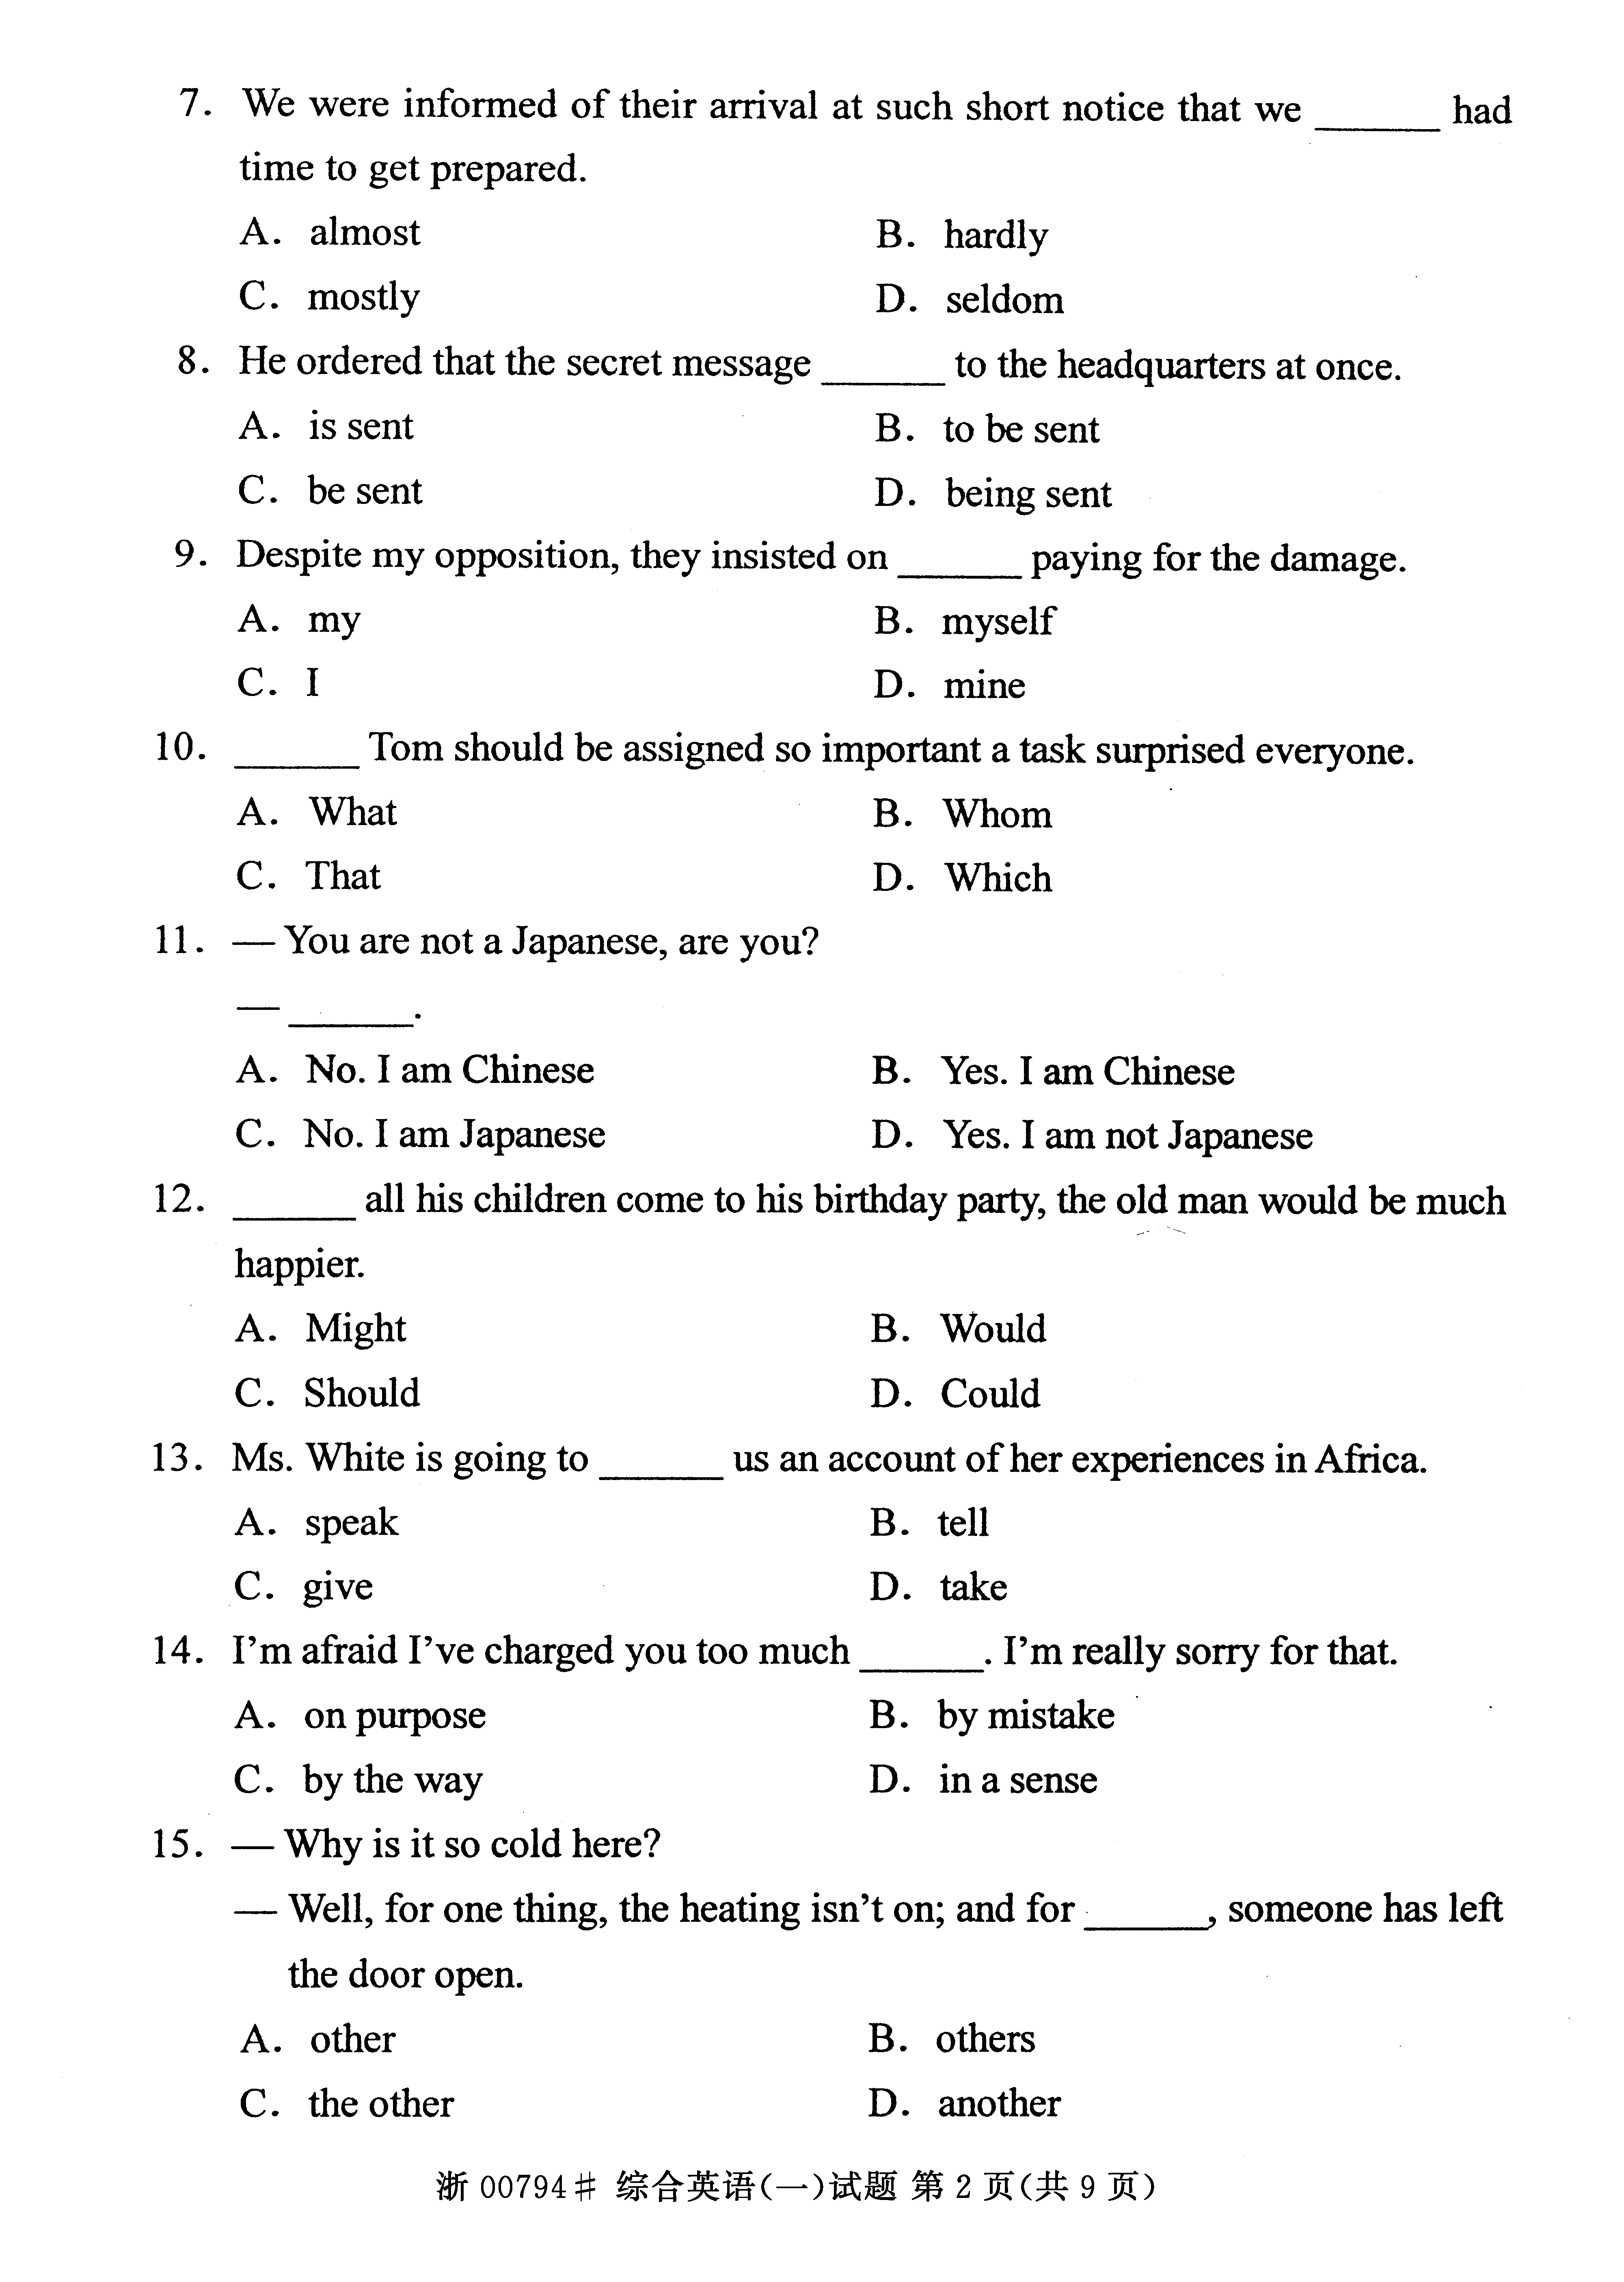 7. We were informed of their arrival at such short notice that we ______ had
time to get prepared.
A. almost B. hardly
C. mostly D. seldom
8. He ordered that the secret message ______ to the headquarters at once.
A. is sent B. to be sent
C. be sent D. being sent
9. Despite my opposition, they insisted on ______ paying for the damage.
A. my B. myself
C. I D. mine
10. ______ Tom should be assigned so important a task surprised everyone.
A. What B. Whom
C. That D. Which
11. — You are not a Japanese, are you?
— ______.
A. No. I am Chinese B. Yes. I am Chinese
C. No. I am Japanese D. Yes. I am not Japanese
12. ______ all his children come to his birthday party, the old man would be much
happier.
A. Might B. Would
C. Should D. Could
13. Ms. White is going to ______ us an account of her experiences in Africa.
A. speak B. tell
C. give D. take
14. I'm afraid I've charged you too much ______. I'm really sorry for that.
A. on purpose B. by mistake
C. by the way D. in a sense
15. — Why is it so cold here?
— Well, for one thing, the heating isn't on; and for ______, someone has left
the door open.
A. other B. others
C. the other D. another
浙 00794# 综合英语(一)试题 第 2 页(共 9 页)